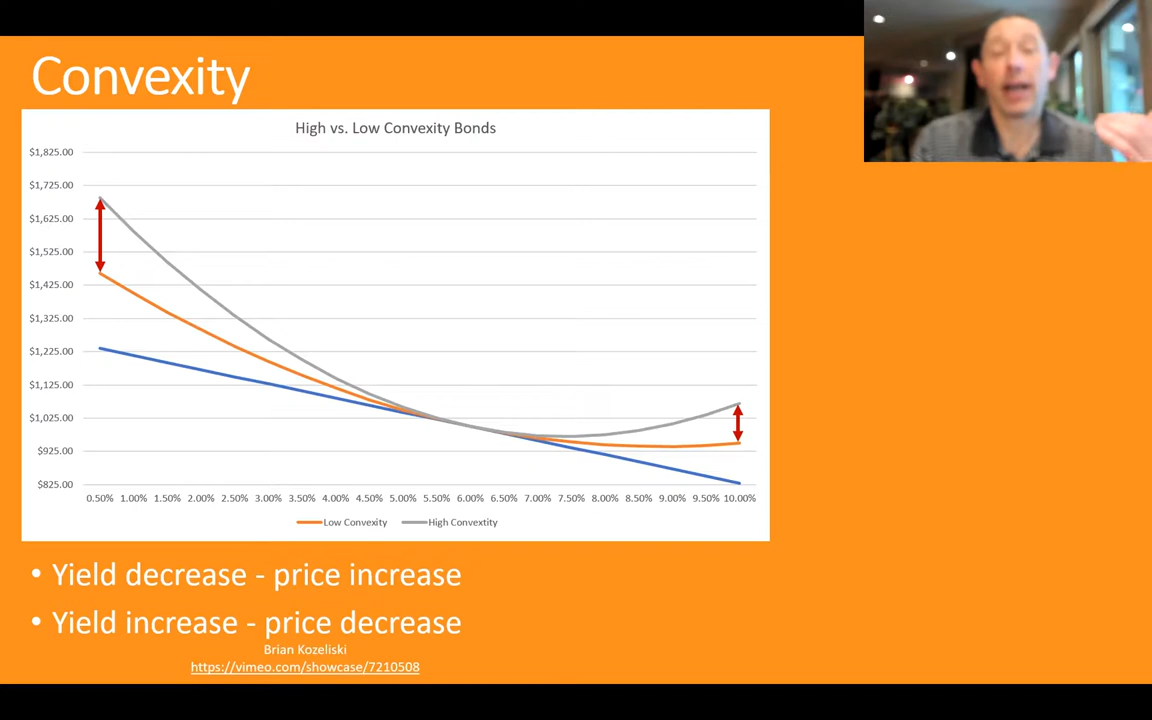 Convexity
High vs. Low Convexity Bonds
$1,825.00
$1,725.00
$1,625.00
$1,525.00
$1,425.00
$1,325.00
$1,225.00
$1,125.00
$1,025.00
$925.00
$825.00
0.50% 1.00% 1.50% 2.00% 2.50% 3.00% 3.50% 4.00% 4.50% 5.00% 5.50% 6.00% 6.50% 7.00% 7.50% 8.00% 8.50% 9.00% 9.50% 10.00%
Low Convexity High Convextity
• Yield decrease - price increase
• Yield increase - price decrease
Brian Kozeliski
https://vimeo.com/showcase/7210508